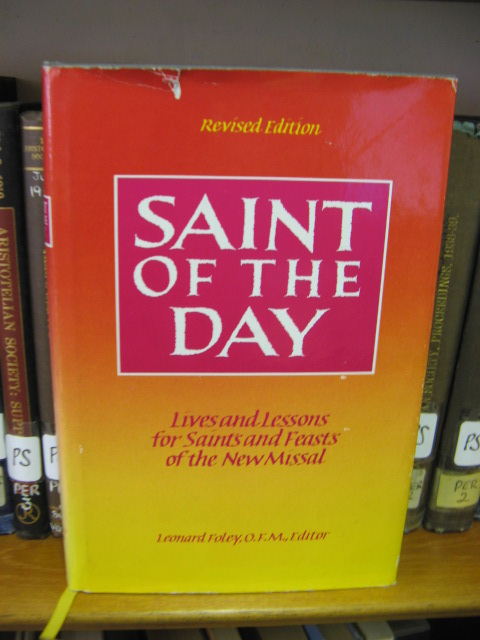 Revised Edition
SAINT
OF THE
DAY
Lives and Lessons
for Saints and Feasts
of the New Missal
Leonard Foley, O.F.M., Editor
ARISTOTELIAN
SOCIETY:
PS
PER
PS
PER
2